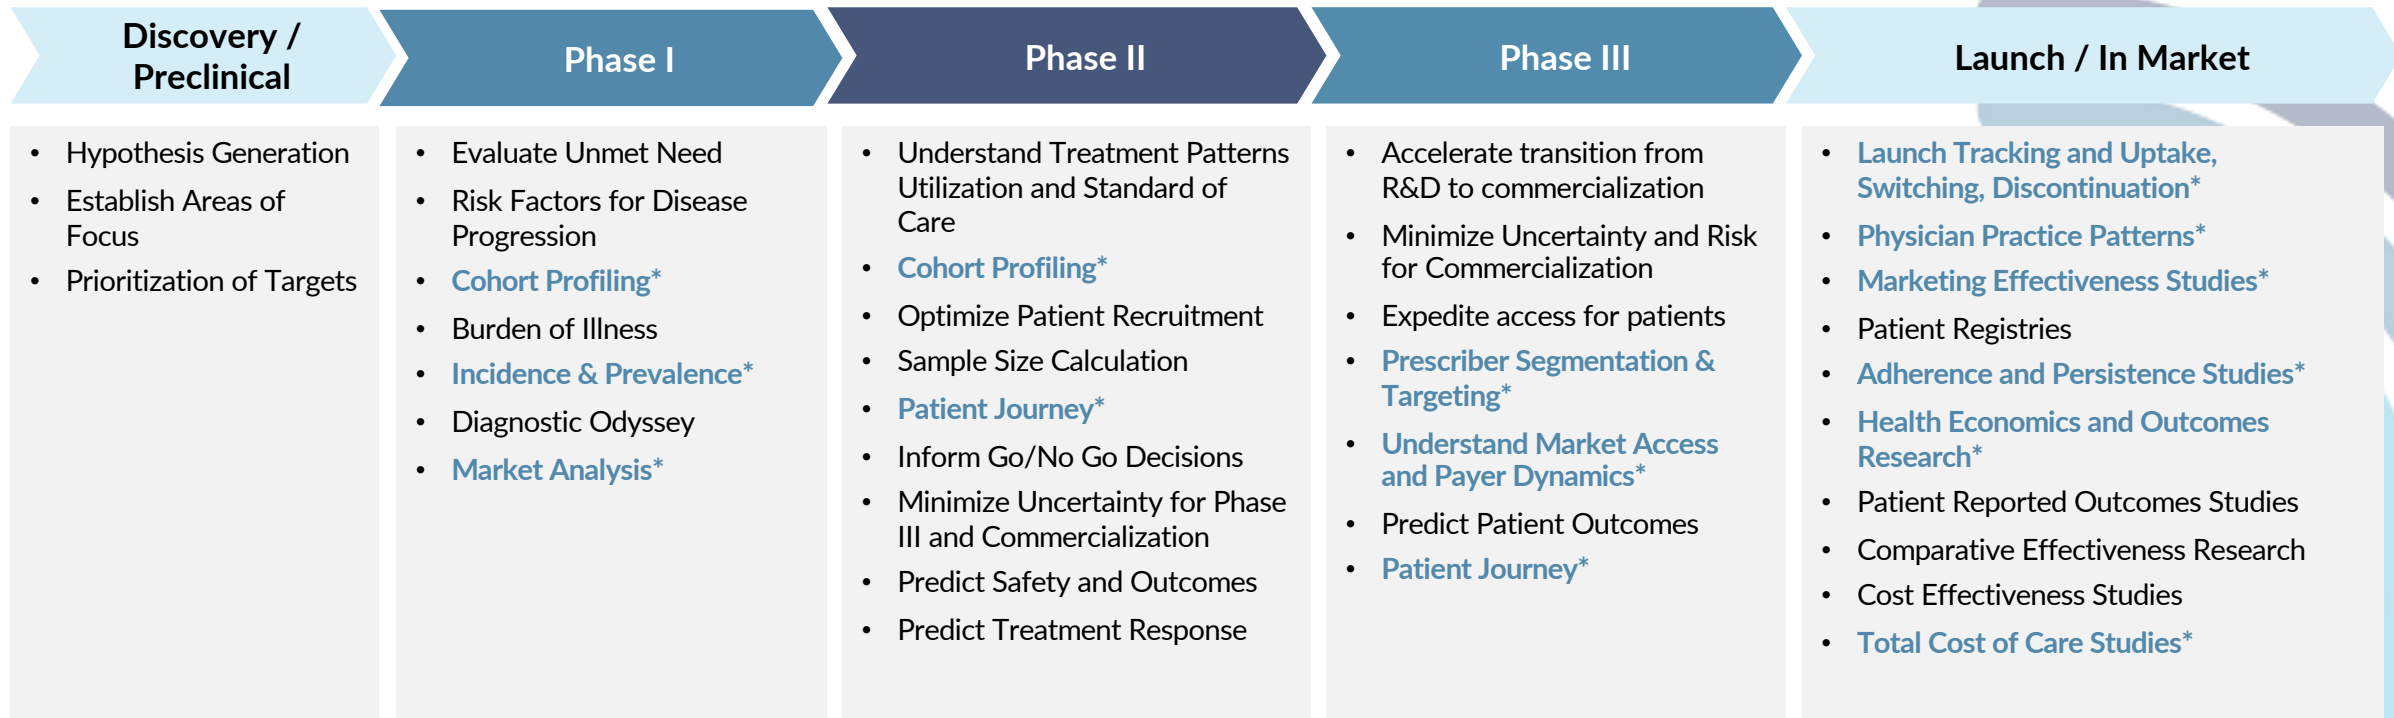 Discovery /
Preclinical
Phase I
Phase II
Phase III
Launch / In Market
• Hypothesis Generation
• Establish Areas of
Focus
• Prioritization of Targets
• Evaluate Unmet Need
• Risk Factors for Disease
Progression
• Cohort Profiling*
• Burden of Illness
• Incidence & Prevalence*
• Diagnostic Odyssey
• Market Analysis*
• Understand Treatment Patterns
Utilization and Standard of
Care
• Cohort Profiling*
• Optimize Patient Recruitment
• Sample Size Calculation
• Patient Journey*
• Inform Go/No Go Decisions
• Minimize Uncertainty for Phase
III and Commercialization
• Predict Safety and Outcomes
• Predict Treatment Response
• Accelerate transition from
R&D to commercialization
• Minimize Uncertainty and Risk
for Commercialization
• Expedite access for patients
• Prescriber Segmentation &
Targeting*
• Understand Market Access
and Payer Dynamics*
• Predict Patient Outcomes
• Patient Journey*
• Launch Tracking and Uptake,
Switching, Discontinuation*
• Physician Practice Patterns*
• Marketing Effectiveness Studies*
• Patient Registries
• Adherence and Persistence Studies*
• Health Economics and Outcomes
Research*
• Patient Reported Outcomes Studies
• Comparative Effectiveness Research
• Cost Effectiveness Studies
• Total Cost of Care Studies*